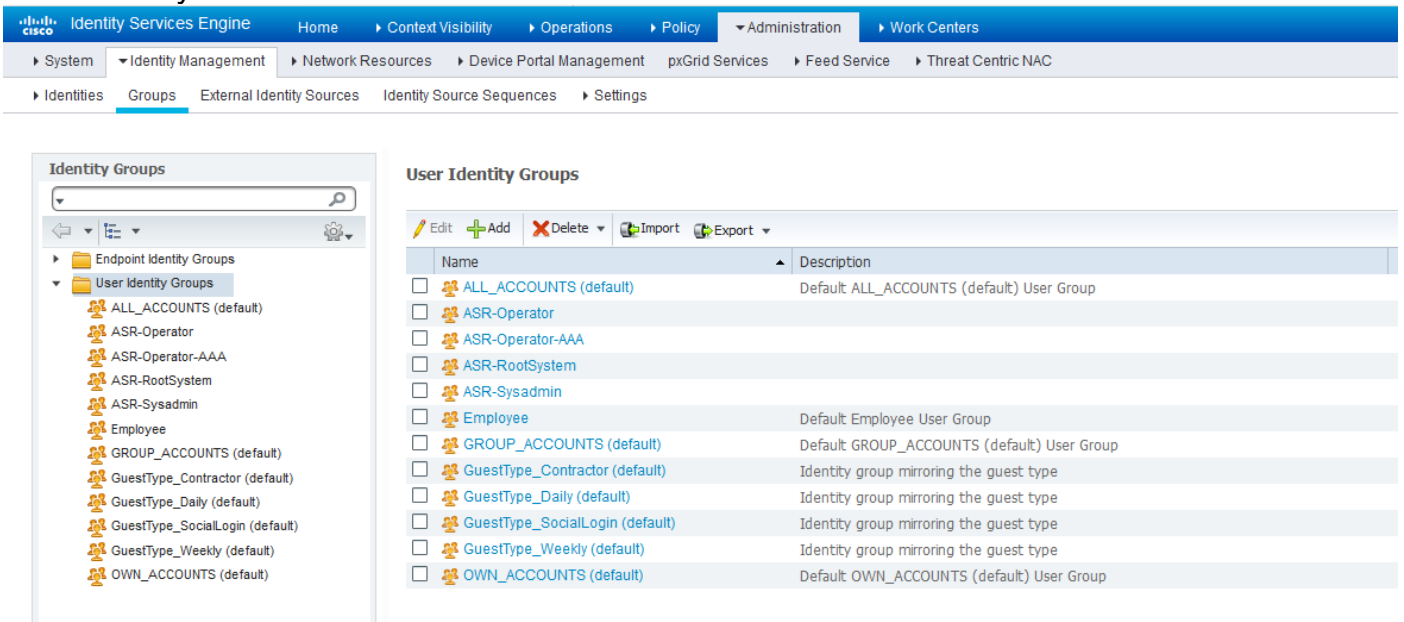 cisco Identity Services Engine Home Context Visibility Operations Policy Administration Work Centers
System Identity Management Network Resources Device Portal Management pxGrid Services Feed Service Threat Centric NAC
Identities Groups External Identity Sources Identity Source Sequences Settings
Identity Groups
Endpoint Identity Groups
User Identity Groups
ALL_ACCOUNTS (default)
ASR-Operator
ASR-Operator-AAA
ASR-RootSystem
ASR-Sysadmin
Employee
GROUP_ACCOUNTS (default)
GuestType_Contractor (default)
GuestType_Daily (default)
GuestType_SocialLogin (default)
GuestType_Weekly (default)
OWN_ACCOUNTS (default)
User Identity Groups
Edit Add Delete Import Export
Name Description
ALL_ACCOUNTS (default) Default ALL_ACCOUNTS (default) User Group
ASR-Operator
ASR-Operator-AAA
ASR-RootSystem
ASR-Sysadmin
Employee Default Employee User Group
GROUP_ACCOUNTS (default) Default GROUP_ACCOUNTS (default) User Group
GuestType_Contractor (default) Identity group mirroring the guest type
GuestType_Daily (default) Identity group mirroring the guest type
GuestType_SocialLogin (default) Identity group mirroring the guest type
GuestType_Weekly (default) Identity group mirroring the guest type
OWN_ACCOUNTS (default) Default OWN_ACCOUNTS (default) User Group